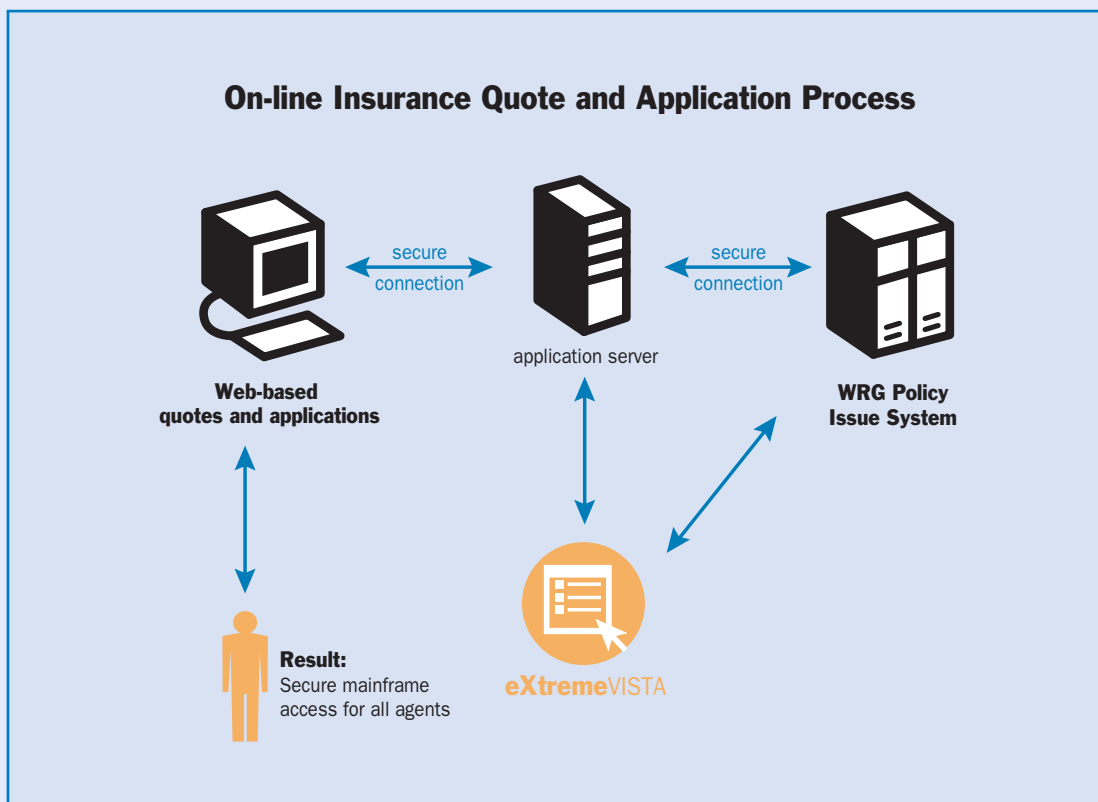 On-line Insurance Quote and Application Process
secure
connection
secure
connection
application server
Web-based
quotes and applications
WRG Policy
Issue System
Result:
Secure mainframe
access for all agents
eXtremeVISTA